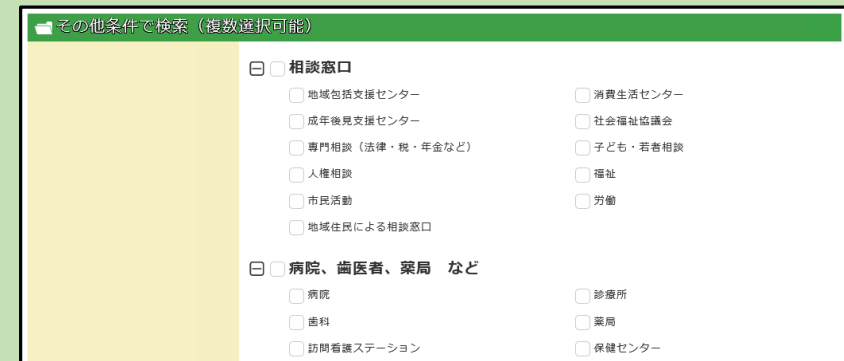 その他条件で検索（複数選択可能）
相談窓口
地域包括支援センター 消費生活センター
成年後見支援センター 社会福祉協議会
専門相談（法律・税・年金など） 子ども・若者相談
人権相談 福祉
市民活動 労働
地域住民による相談窓口
病院、歯医者、薬局　など
病院 診療所
歯科 薬局
訪問看護ステーション 保健センター